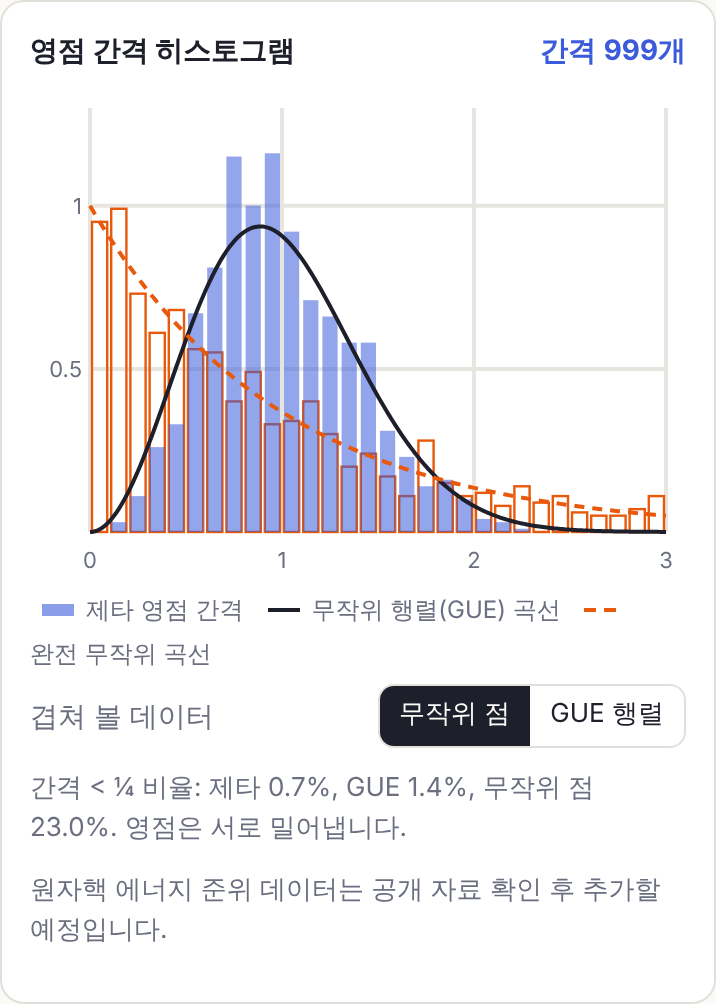 영점 간격 히스토그램 간격 999개
1
0.5
0 1 2 3
제타 영점 간격 무작위 행렬(GUE) 곡선
완전 무작위 곡선
겹쳐 볼 데이터 무작위 점 GUE 행렬
간격 < ¼ 비율: 제타 0.7%, GUE 1.4%, 무작위 점
23.0%. 영점은 서로 밀어냅니다.
원자핵 에너지 준위 데이터는 공개 자료 확인 후 추가할
예정입니다.